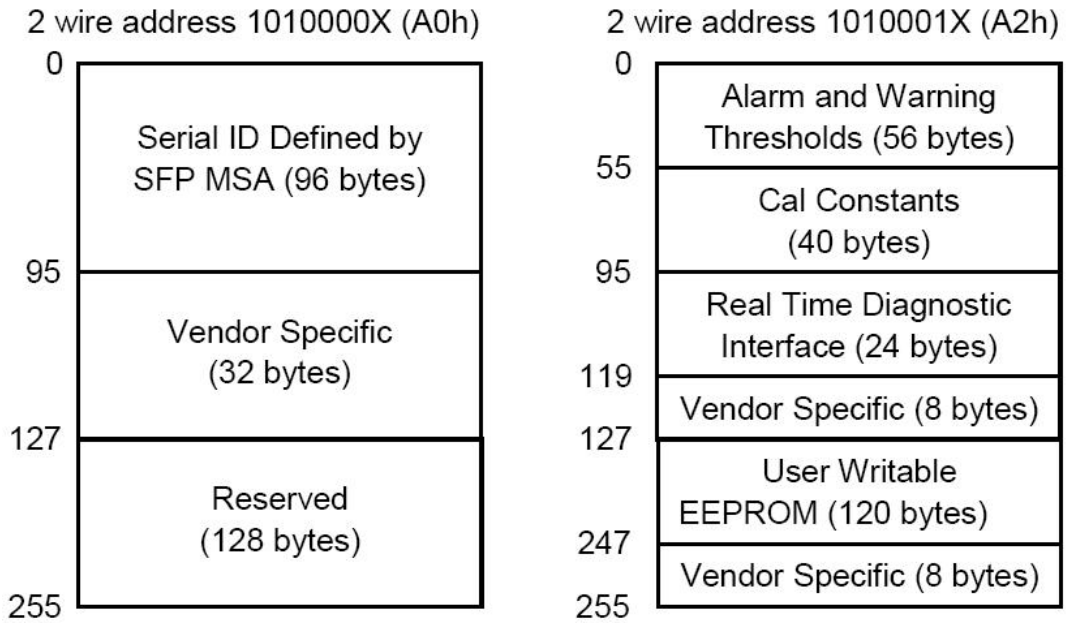 2 wire address 1010000X (A0h)
0
Serial ID Defined by
SFP MSA (96 bytes)
95
Vendor Specific
(32 bytes)
127
Reserved
(128 bytes)
255
2 wire address 1010001X (A2h)
0
Alarm and Warning
Thresholds (56 bytes)
55
Cal Constants
(40 bytes)
95
Real Time Diagnostic
Interface (24 bytes)
119
Vendor Specific (8 bytes)
127
User Writable
EEPROM (120 bytes)
247
Vendor Specific (8 bytes)
255